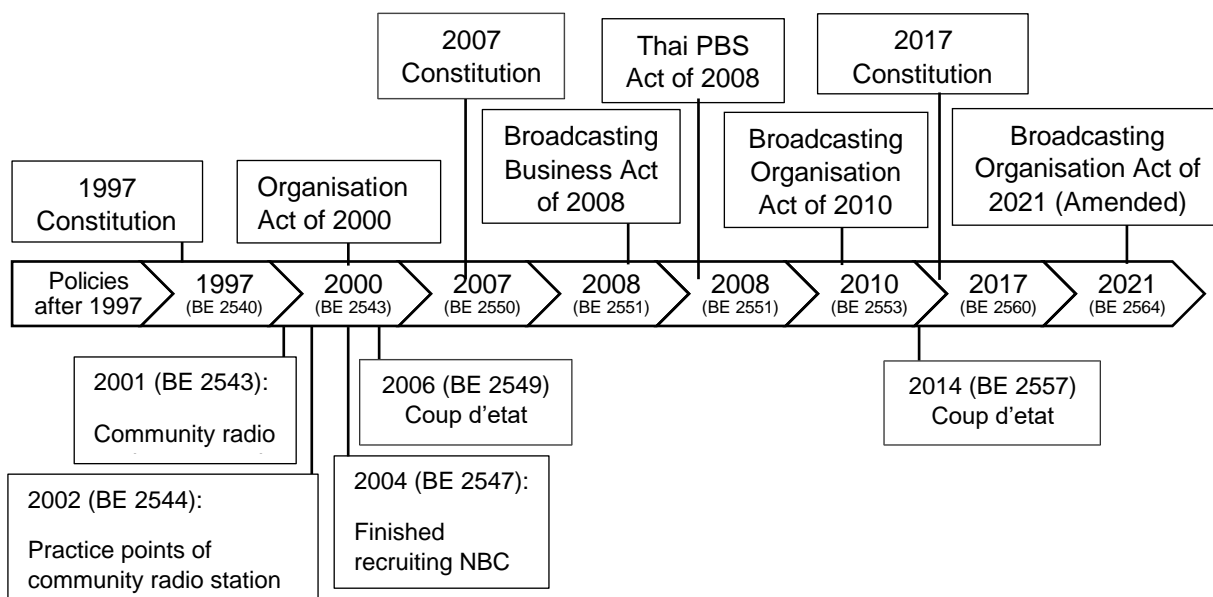 2007
Constitution
Thai PBS
Act of 2008
2017
Constitution
1997
Constitution
Organisation
Act of 2000
Broadcasting
Business Act
of 2008
Broadcasting
Organisation
Act of 2010
Broadcasting
Organisation Act of
2021 (Amended)
Policies
after 1997
1997
(BE 2540)
2000
(BE 2543)
2007
(BE 2550)
2008
(BE 2551)
2008
(BE 2551)
2010
(BE 2553)
2017
(BE 2560)
2021
(BE 2564)
2001 (BE 2543):
Community radio
2006 (BE 2549)
Coup d’etat
2014 (BE 2557)
Coup d’etat
2002 (BE 2544):
Practice points of
community radio station
2004 (BE 2547):
Finished
recruiting NBC